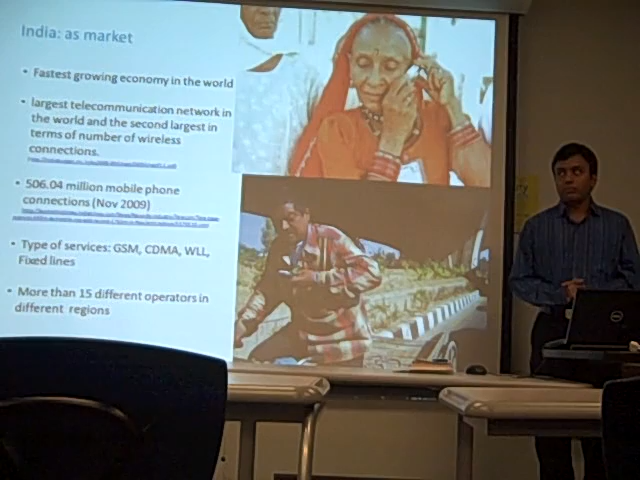 India: as market
• Fastest growing economy in the world
• largest telecommunication network in
the world and the second largest in
terms of number of wireless
connections.
• 506.04 million mobile phone
connections (Nov 2009)
• Type of services: GSM, CDMA, WLL,
Fixed lines
• More than 15 different operators in
different regions
DELL